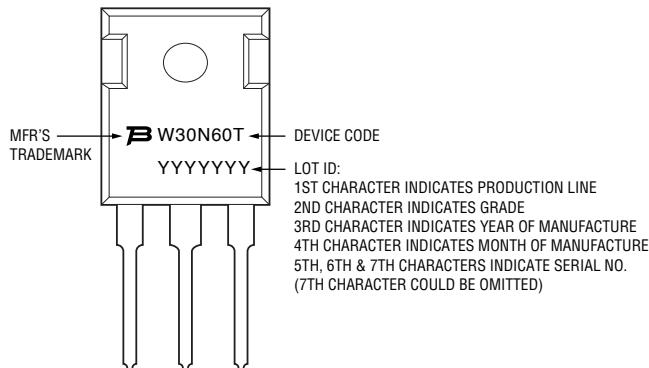 MFR'S
TRADEMARK
W30N60T
YYYYYYY
DEVICE CODE
LOT ID:
1ST CHARACTER INDICATES PRODUCTION LINE
2ND CHARACTER INDICATES GRADE
3RD CHARACTER INDICATES YEAR OF MANUFACTURE
4TH CHARACTER INDICATES MONTH OF MANUFACTURE
5TH, 6TH & 7TH CHARACTERS INDICATE SERIAL NO.
(7TH CHARACTER COULD BE OMITTED)